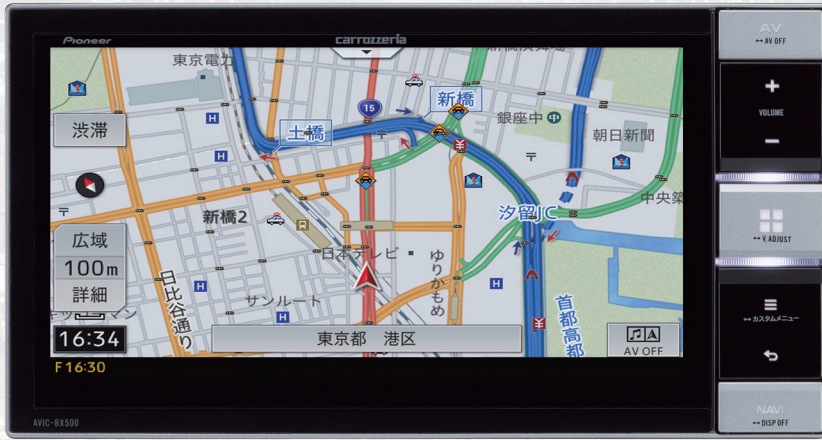 Pioneer
carrozzeria
AV
AV OFF
東京電力
新橋
15
土橋
銀座中
朝日新聞
渋滞
VOLUME
中央築
汐留JC
新橋2
V.ADJUST
広域
100m
詳細
日本テレビ
ゆりかもめ
日比谷通り
サンルート
首都高都
カスタムメニュー
マン
16:34
東京都 港区
AV OFF
F16:30
AVIC-BX500
NAVI
DISP OFF